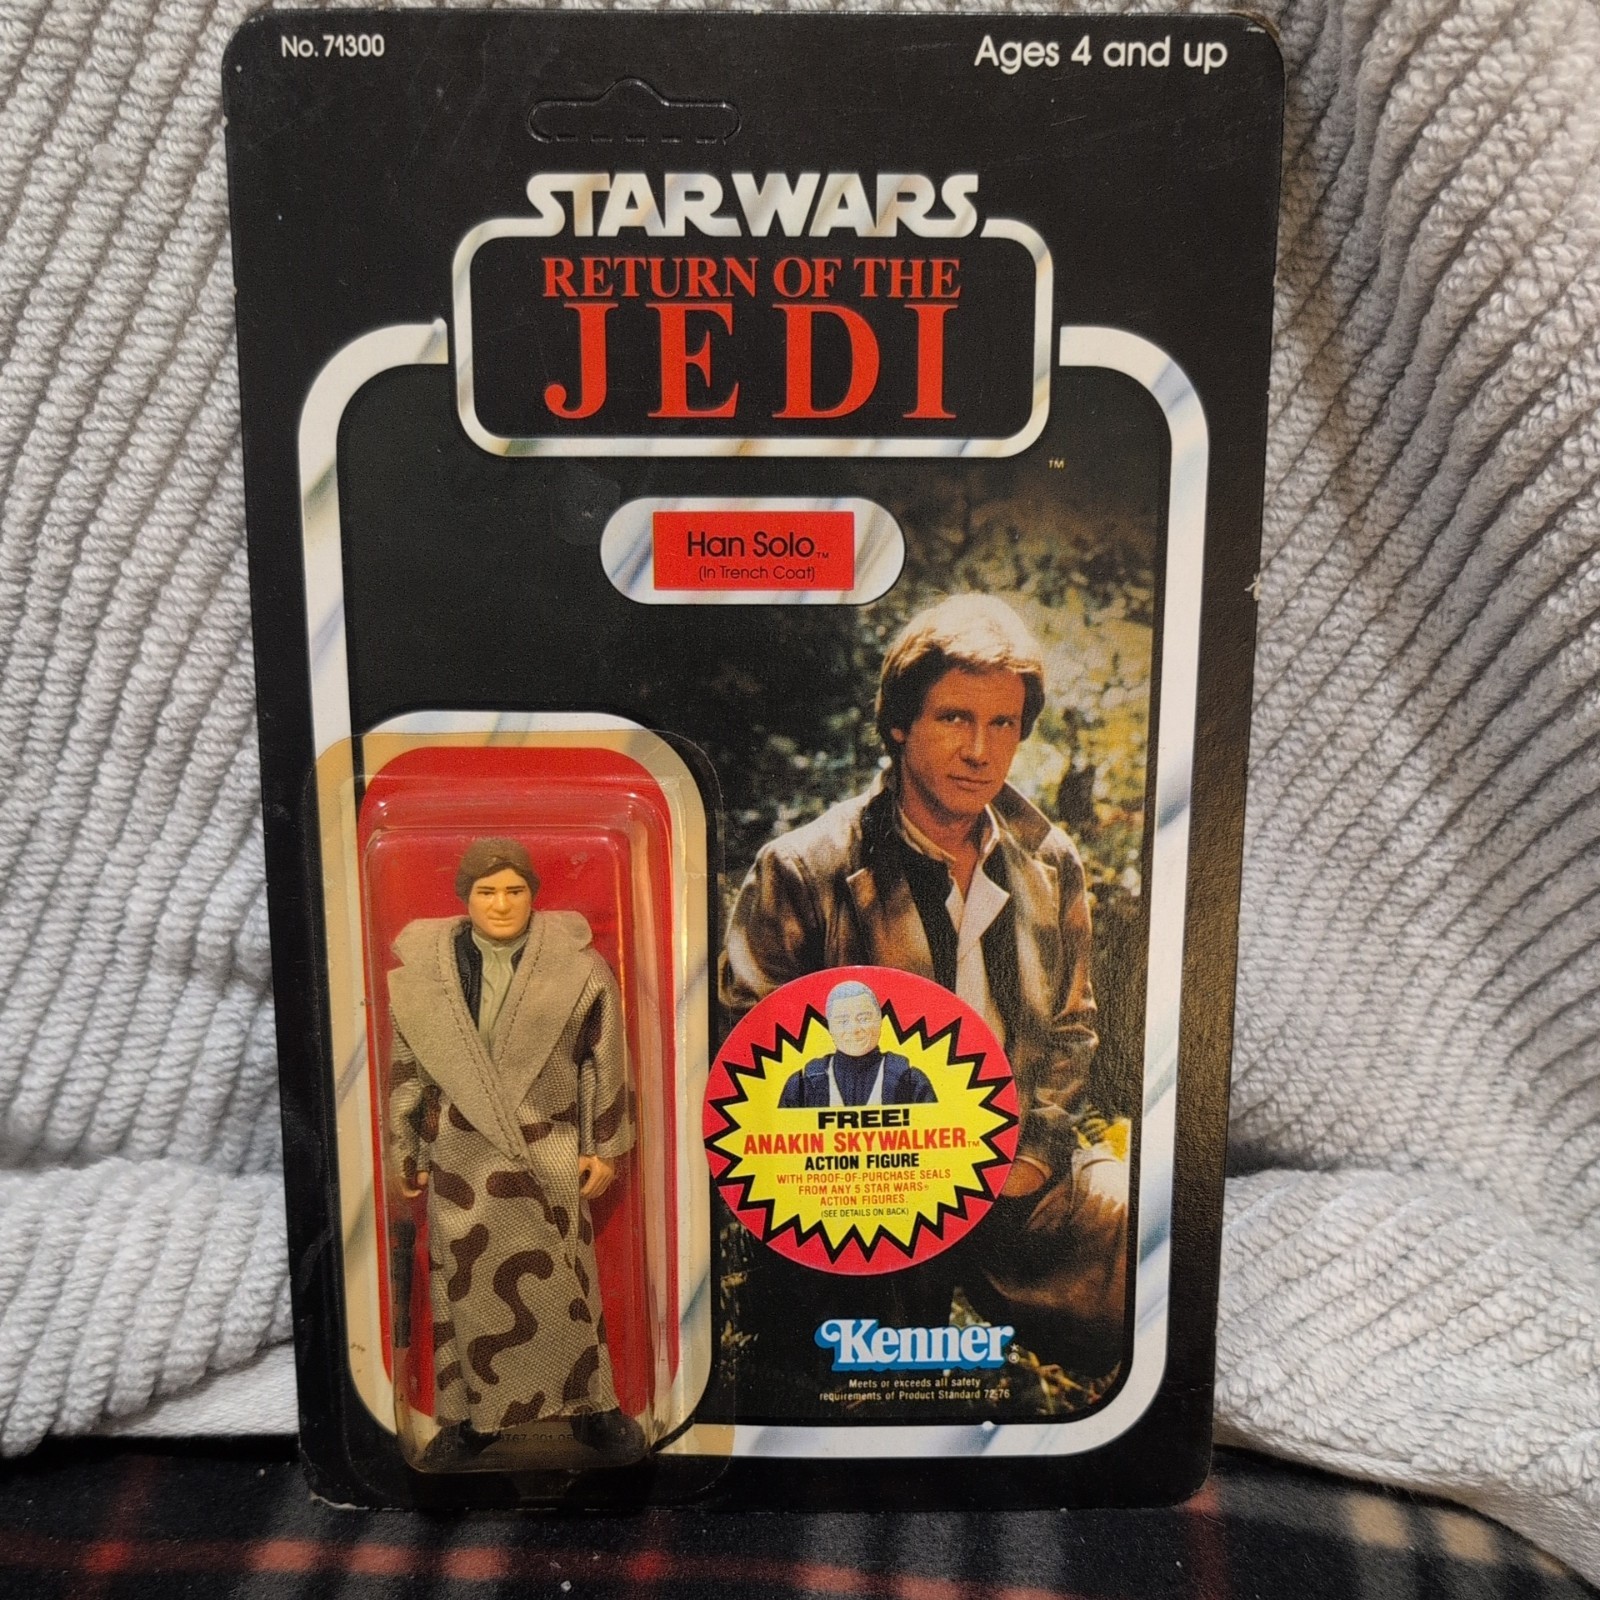 No. 71300
Ages 4 and up
STAR WARS
RETURN OF THE
JEDI
TM
Han Solo™
(In Trench Coat)
FREE!
ANAKIN SKYWALKER™
ACTION FIGURE
WITH PROOF-OF-PURCHASE SEALS
FROM ANY 5 STAR WARS®
ACTION FIGURES.
(SEE DETAILS ON BACK)
Kenner®
Meets or exceeds all safety
requirements of Product Standard 72-76